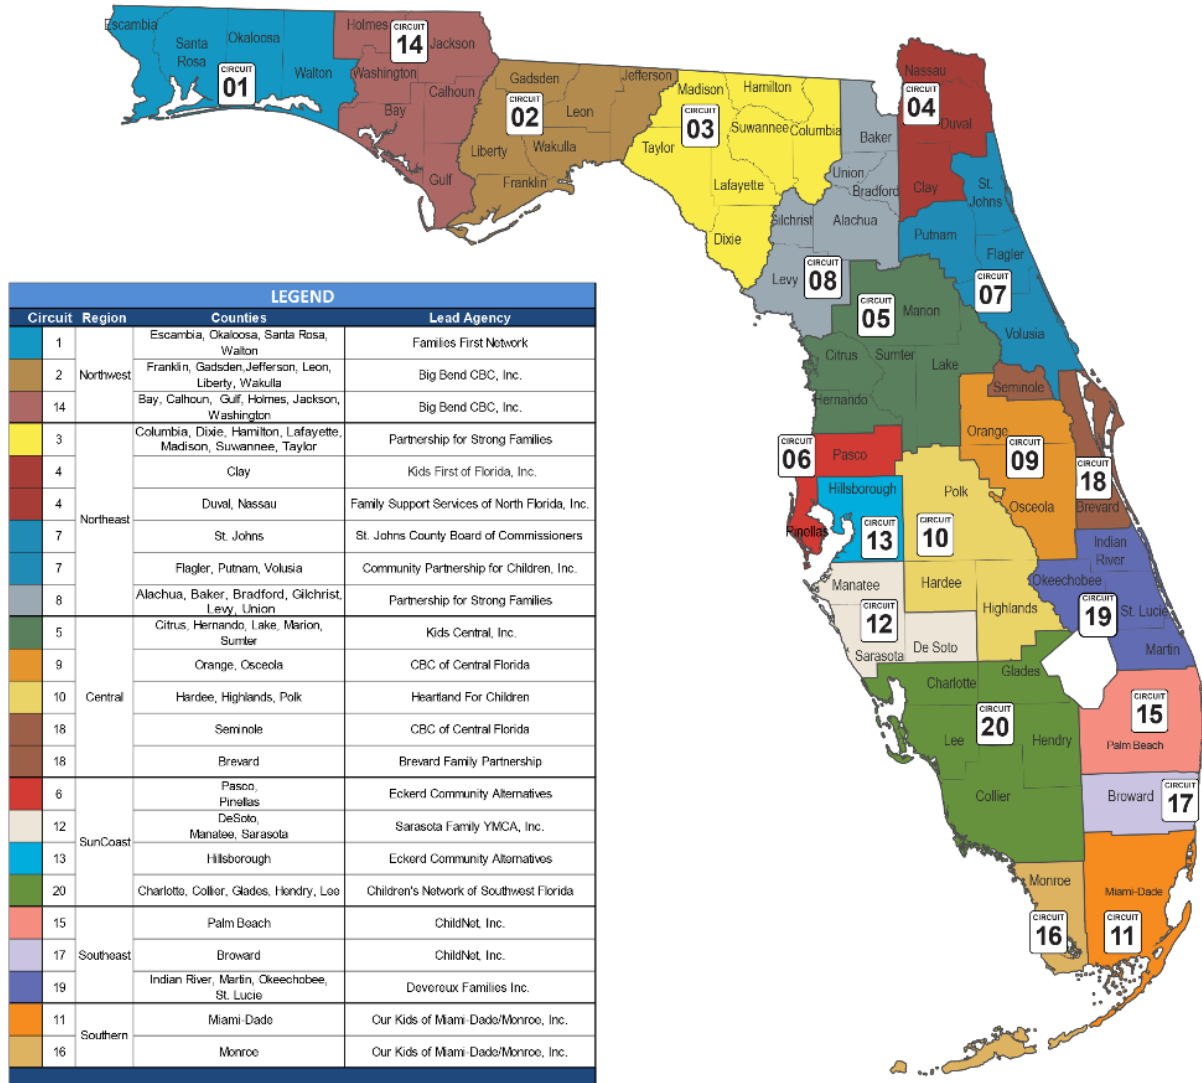 Escambia
Santa
Rosa
Okaloosa
Walton
CIRCUIT
01
Holmes
CIRCUIT
14
Jackson
Washington
Calhoun
Bay
Gulf
Gadsden
Jefferson
CIRCUIT
02
Leon
Liberty
Wakulla
Franklin
Madison
Hamilton
CIRCUIT
03
Suwannee
Columbia
Taylor
Lafayette
Dixie
Nassau
CIRCUIT
04
Duval
Clay
Baker
Union
Bradford
Gilchrist
Alachua
Levy
CIRCUIT
08
St.
Johns
Putnam
Flagler
CIRCUIT
07
Volusia
CIRCUIT
05
Marion
Citrus
Sumter
Lake
Hernando
Seminole
Orange
CIRCUIT
09
Osceola
CIRCUIT
18
Brevard
CIRCUIT
06
Pasco
Pinellas
Hillsborough
CIRCUIT
13
Polk
CIRCUIT
10
Hardee
Highlands
Manatee
CIRCUIT
12
Sarasota
De Soto
Indian
River
Okeechobee
CIRCUIT
19
St. Lucie
Martin
Charlotte
Glades
CIRCUIT
20
Lee
Hendry
Collier
CIRCUIT
15
Palm Beach
Broward
CIRCUIT
17
Monroe
CIRCUIT
16
Miami-Dade
CIRCUIT
11
LEGEND
Circuit Region Counties Lead Agency
1 Escambia, Okaloosa, Santa Rosa,
Walton Families First Network
Northwest
2 Franklin, Gadsden,Jefferson, Leon,
Liberty, Wakulla Big Bend CBC, Inc.
14 Bay, Calhoun, Gulf, Holmes, Jackson,
Washington Big Bend CBC, Inc.
3 Columbia, Dixie, Hamilton, Lafayette,
Madison, Suwannee, Taylor Partnership for Strong Families
4 Clay Kids First of Florida, Inc.
4 Duval, Nassau Family Support Services of North Florida, Inc.
Northeast
7 St. Johns St. Johns County Board of Commissioners
7 Flagler, Putnam, Volusia Community Partnership for Children, Inc.
8 Alachua, Baker, Bradford, Gilchrist,
Levy, Union Partnership for Strong Families
5 Citrus, Hernando, Lake, Marion,
Sumter Kids Central, Inc.
9 Orange, Osceola CBC of Central Florida
10 Central Hardee, Highlands, Polk Heartland For Children
18 Seminole CBC of Central Florida
18 Brevard Brevard Family Partnership
6 Pasco,
Pinellas Eckerd Community Alternatives
12 DeSoto,
Manatee, Sarasota Sarasota Family YMCA, Inc.
SunCoast
13 Hillsborough Eckerd Community Alternatives
20 Charlotte, Collier, Glades, Hendry, Lee Children's Network of Southwest Florida
15 Palm Beach ChildNet, Inc.
17 Southeast Broward ChildNet, Inc.
19 Indian River, Martin, Okeechobee,
St. Lucie Devereux Families Inc.
11 Miami-Dade Our Kids of Miami-Dade/Monroe, Inc.
Southern
16 Monroe Our Kids of Miami-Dade/Monroe, Inc.